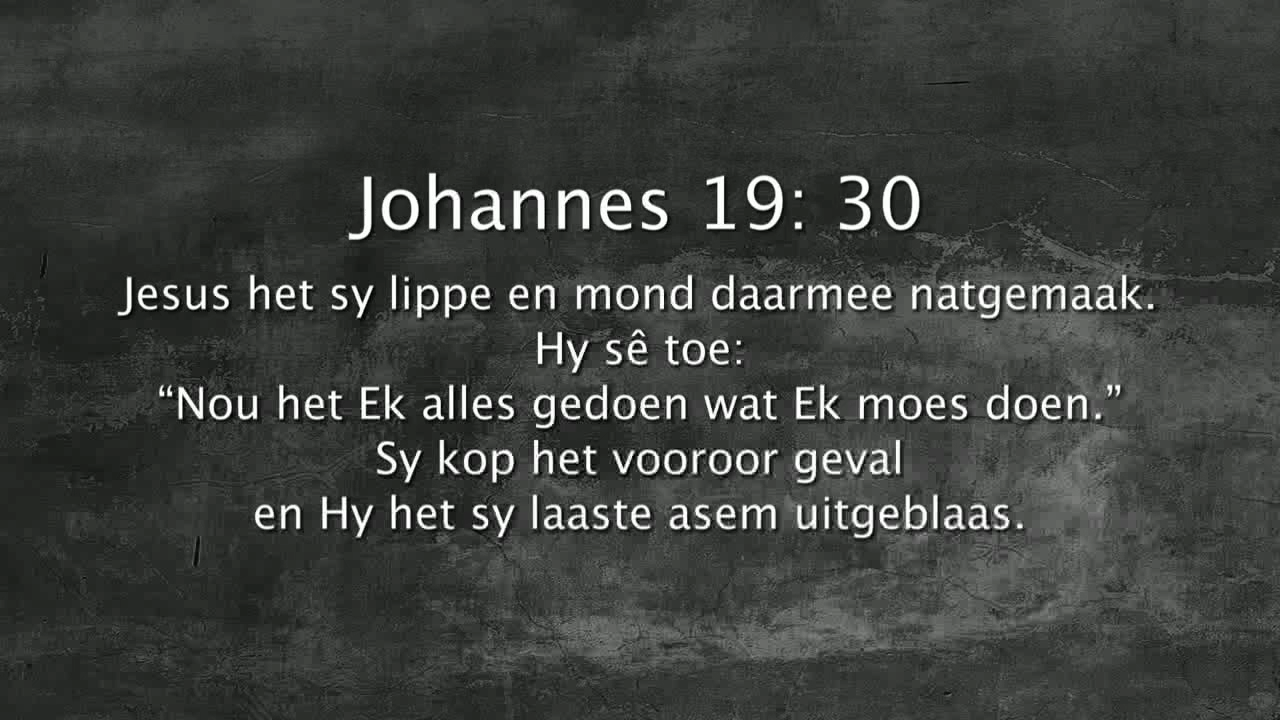 Johannes 19: 30
Jesus het sy lippe en mond daarmee natgemaak.
Hy sê toe:
“Nou het Ek alles gedoen wat Ek moes doen.”
Sy kop het vooroor geval
en Hy het sy laaste asem uitgeblaas.